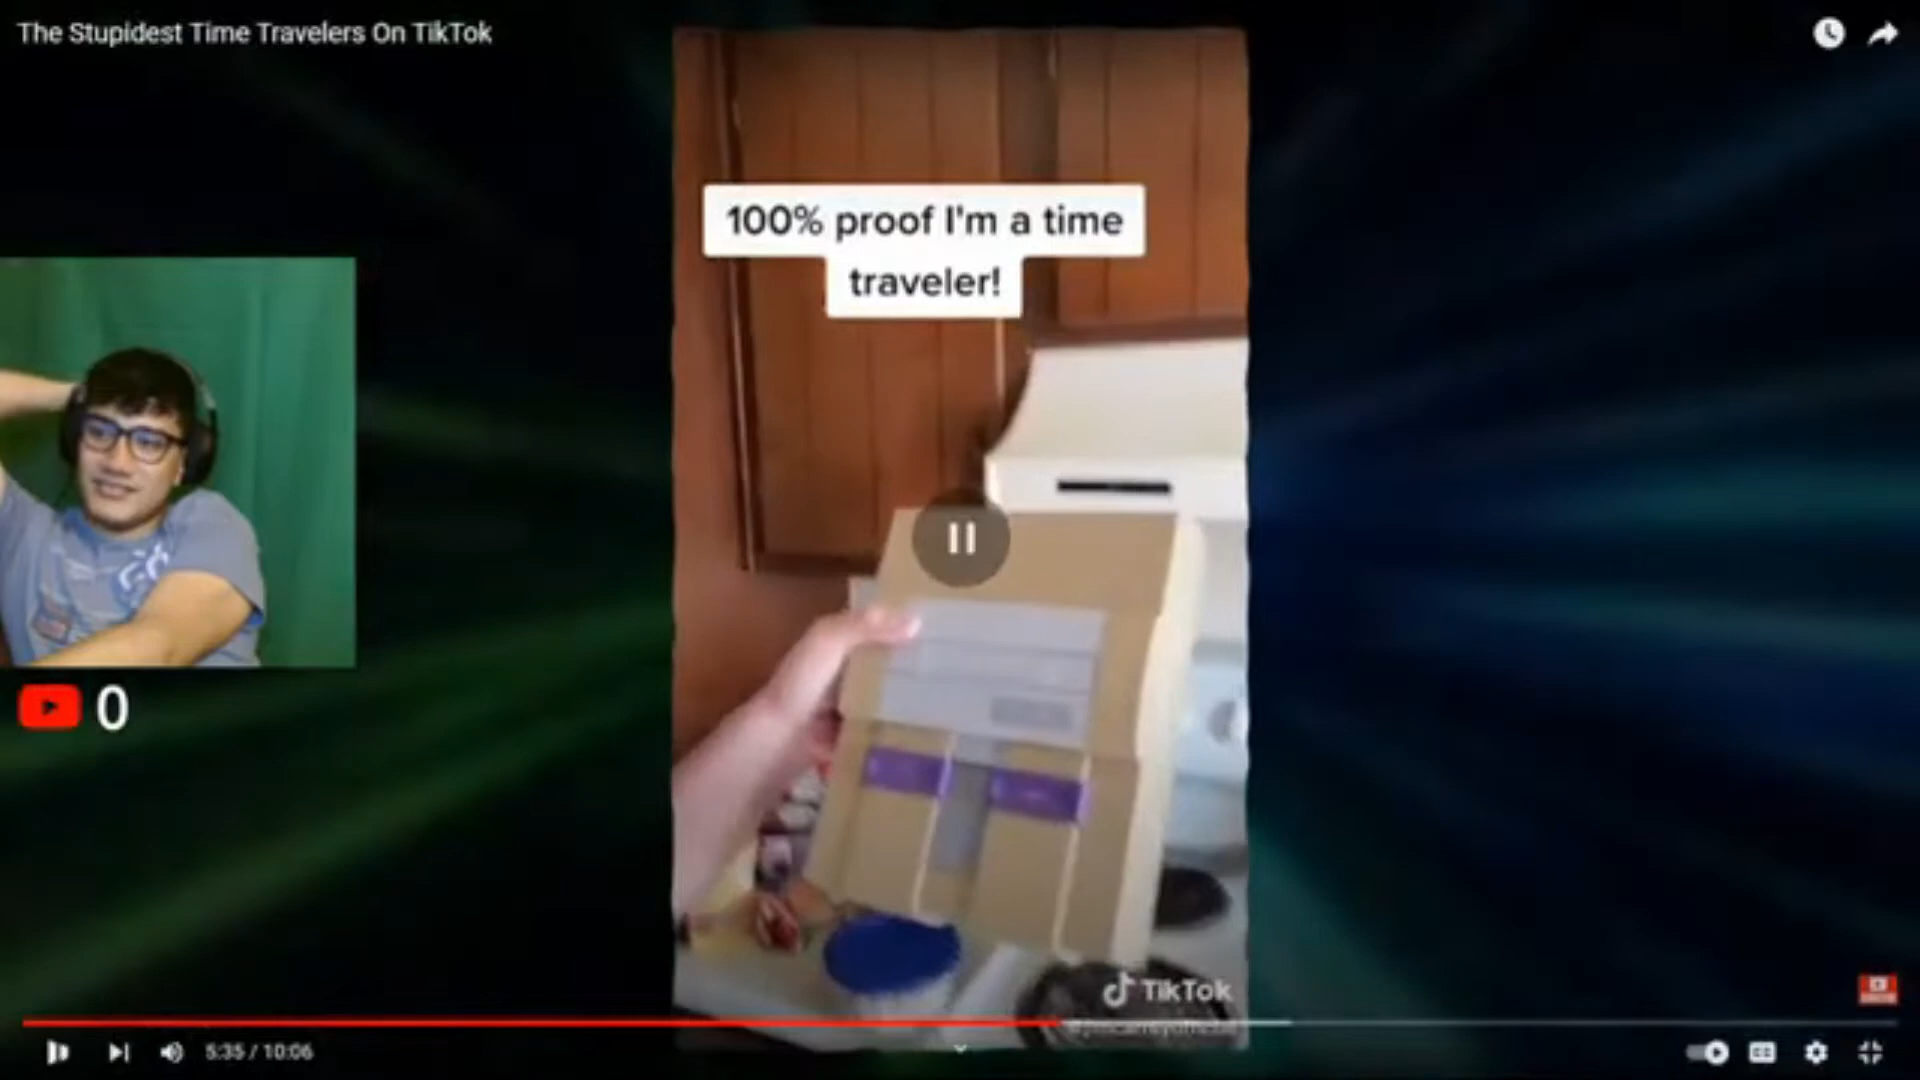 The Stupidest Time Travelers On TikTok
100% proof I'm a time
traveler!
0
TikTok
5:35 / 10:06